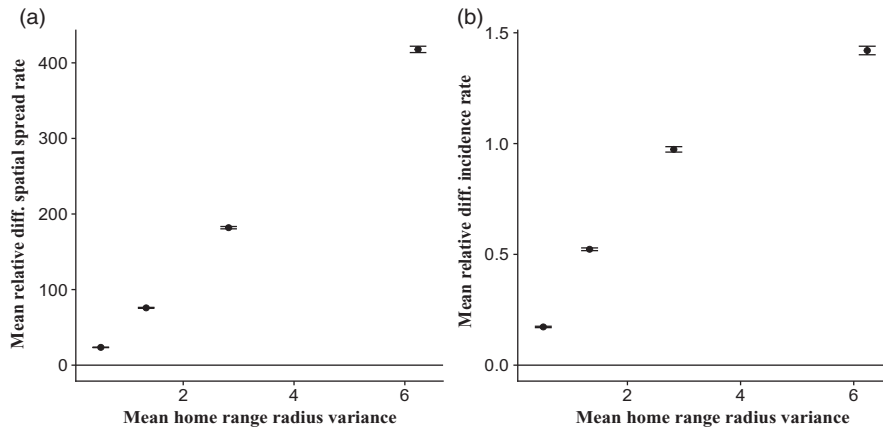 (a)
Mean relative diff. spatial spread rate
400
300
200
100
0
2 4 6
Mean home range radius variance
(b)
Mean relative diff. incidence rate
1.5
1.0
0.5
0.0
2 4 6
Mean home range radius variance